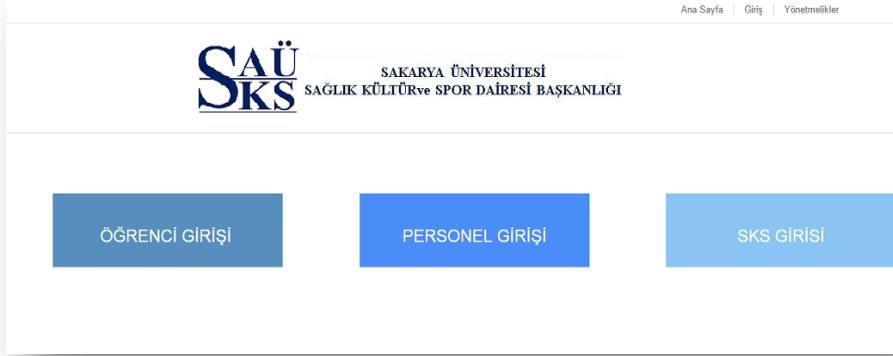 Ana Sayfa Giriş Yönetmelikler
SAÜ
SKS
SAKARYA ÜNİVERSİTESİ
SAĞLIK KÜLTÜRve SPOR DAİRESİ BAŞKANLIĞI
ÖĞRENCİ GİRİŞİ PERSONEL GİRİŞİ SKS GİRİSİ